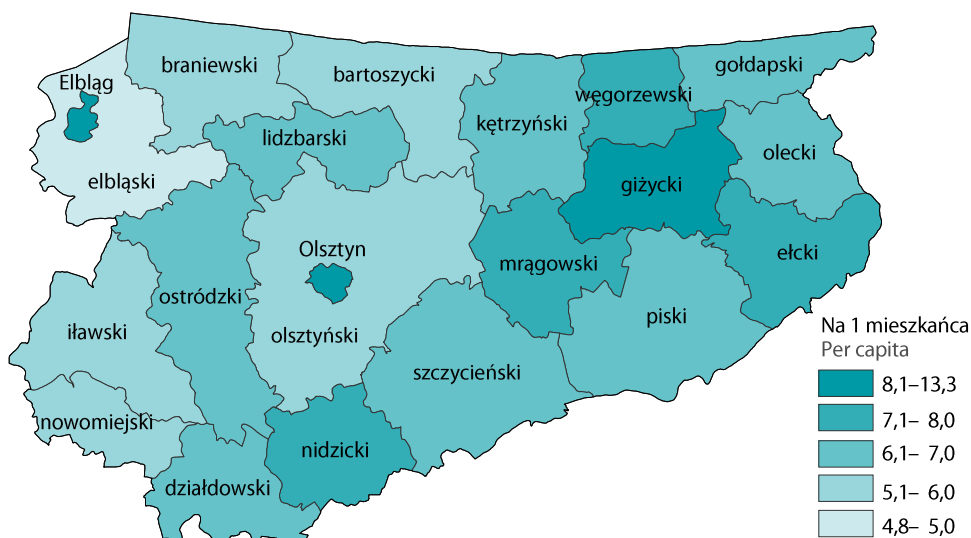 gołdapski
braniewski
bartoszycki
Elbląg
węgorzewski
kętrzyński
lidzbarski
olecki
elbląski
giżycki
Olsztyn
ełcki
mrągowski
ostródzki
piski
iławski
olsztyński
szczycieński
nowomiejski
nidzicki
działdowski
Na 1 mieszkańca
Per capita
8,1–13,3
7,1– 8,0
6,1– 7,0
5,1– 6,0
4,8– 5,0